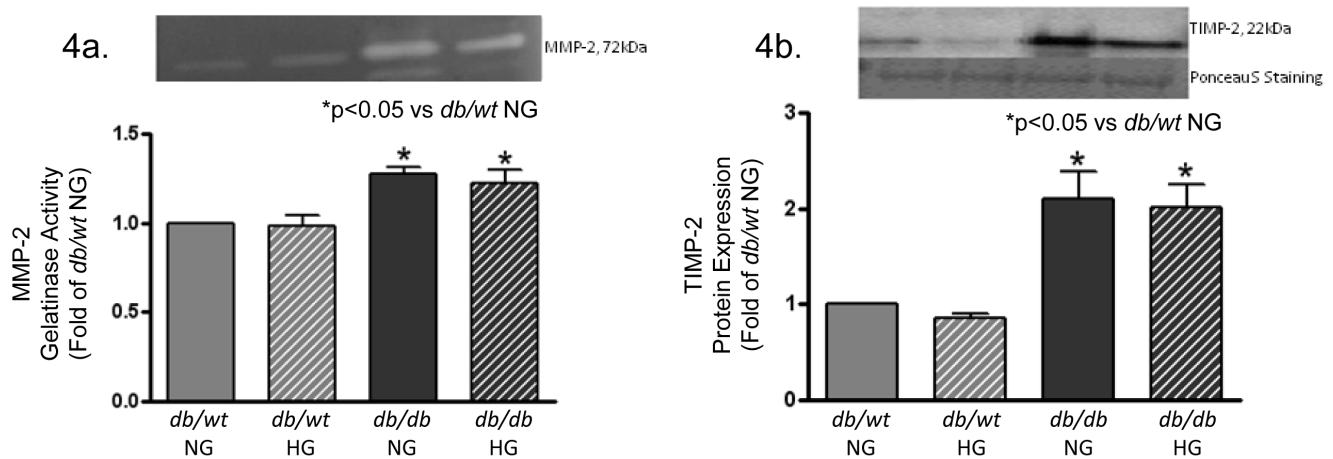 4a.
MMP-2, 72kDa
*p<0.05 vs db/wt NG
MMP-2
Gelatinase Activity
(Fold of db/wt NG)
1.5
1.0
0.5
0.0
*
*
db/wt
NG
db/wt
HG
db/db
NG
db/db
HG
4b.
TIMP-2, 22kDa
PonceauS Staining
*p<0.05 vs db/wt NG
TIMP-2
Protein Expression
(Fold of db/wt NG)
3
2
1
0
*
*
db/wt
NG
db/wt
HG
db/db
NG
db/db
HG